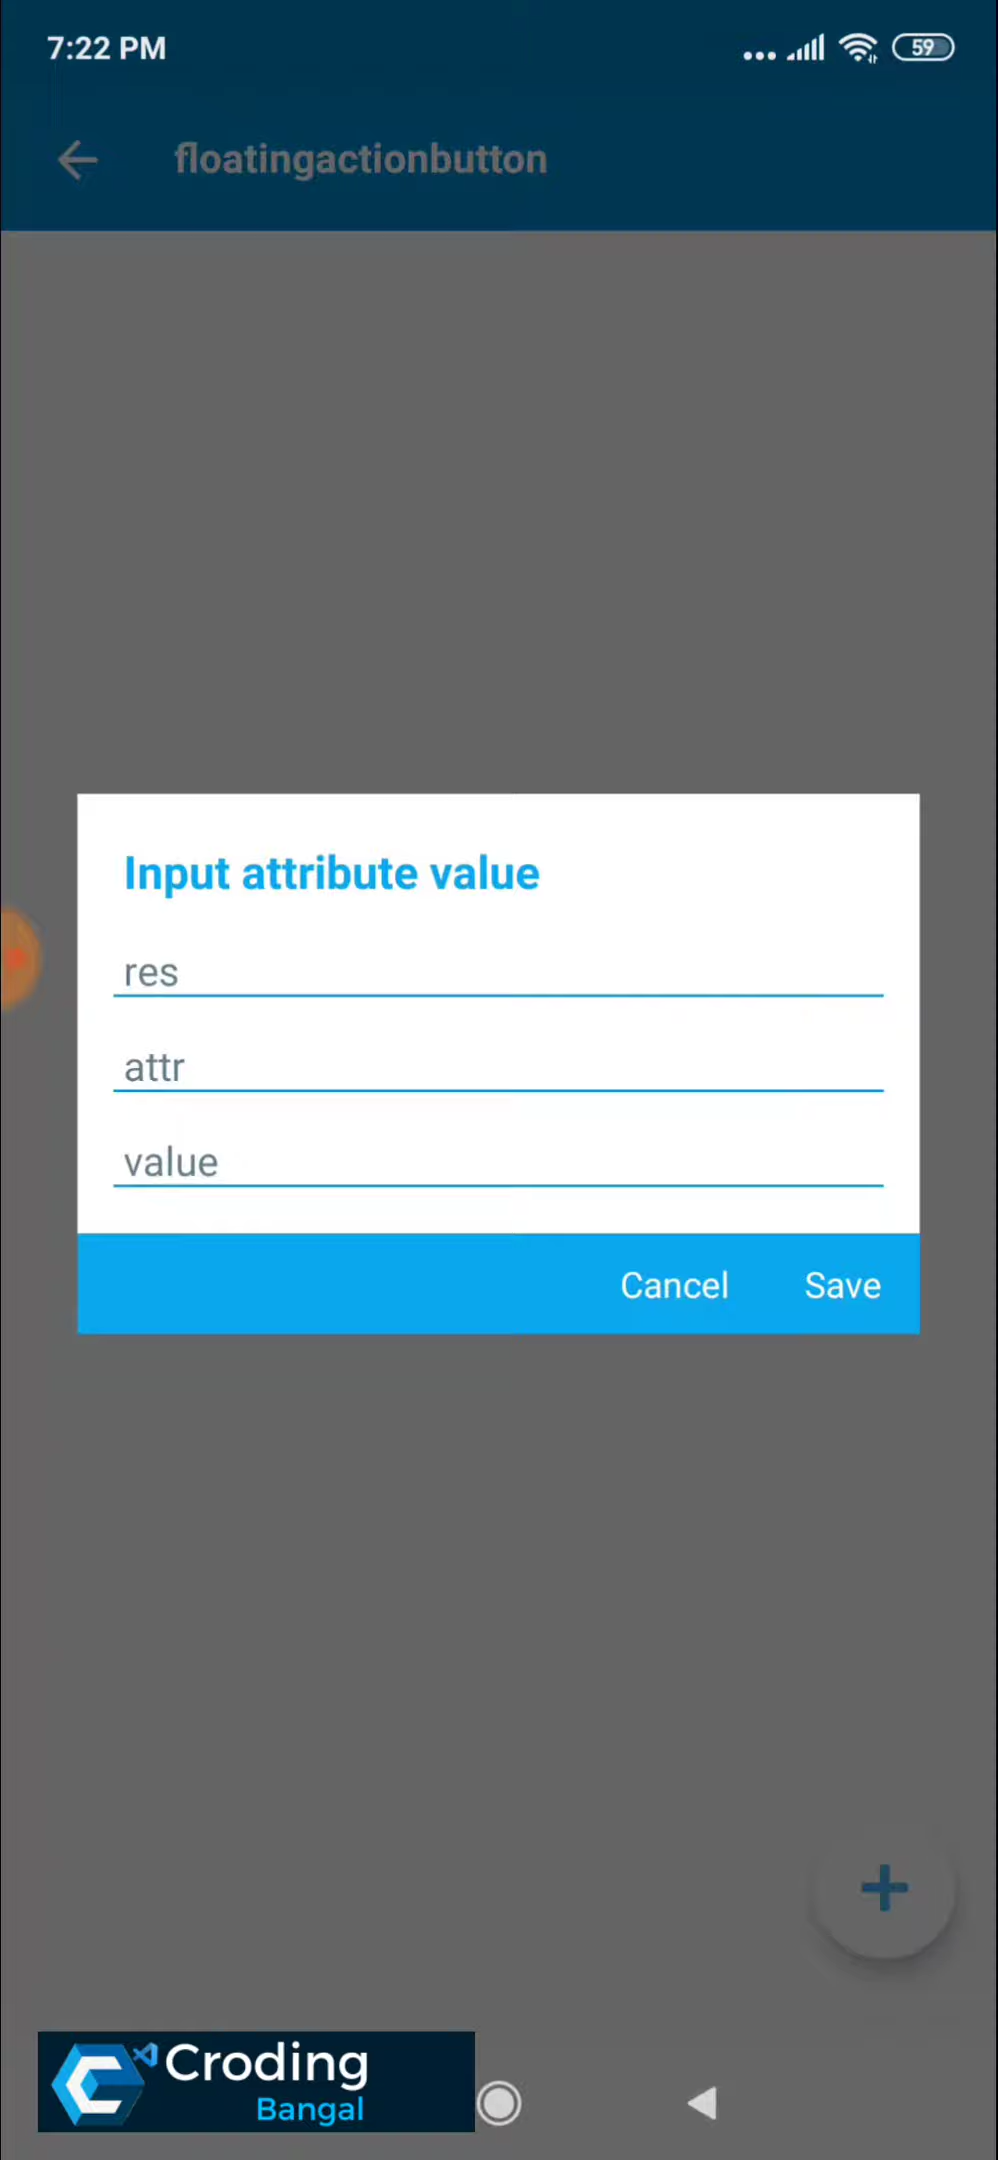 7:22 PM
59
floatingactionbutton
Input attribute value
res
attr
value
Cancel Save
Croding
Bangal